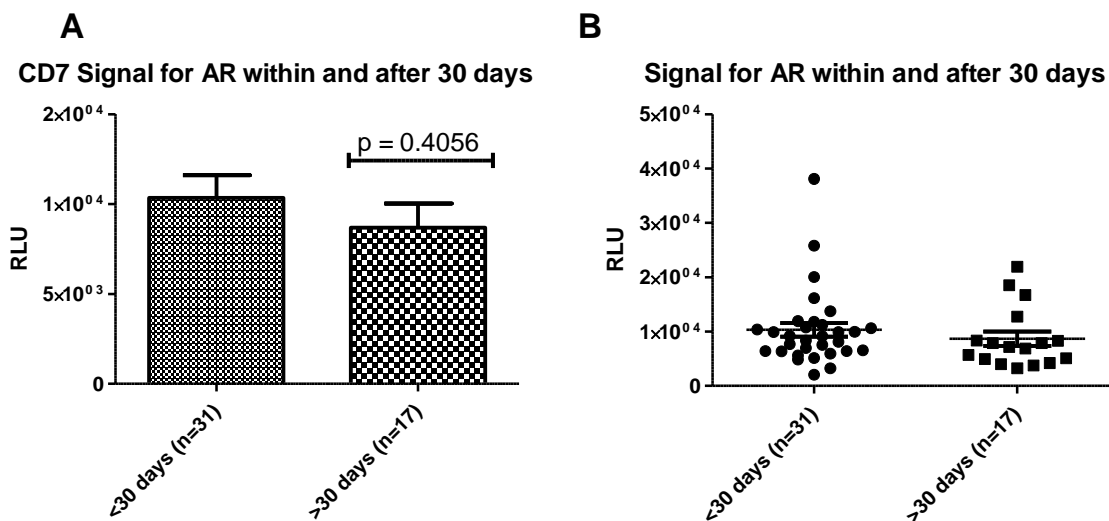 A
CD7 Signal for AR within and after 30 days
2×10⁰⁴
1×10⁰⁴
5×10⁰³
0
RLU
p = 0.4056
<30 days (n=31)
>30 days (n=17)
B
Signal for AR within and after 30 days
5×10⁰⁴
4×10⁰⁴
3×10⁰⁴
2×10⁰⁴
1×10⁰⁴
0
RLU
<30 days (n=31)
>30 days (n=17)